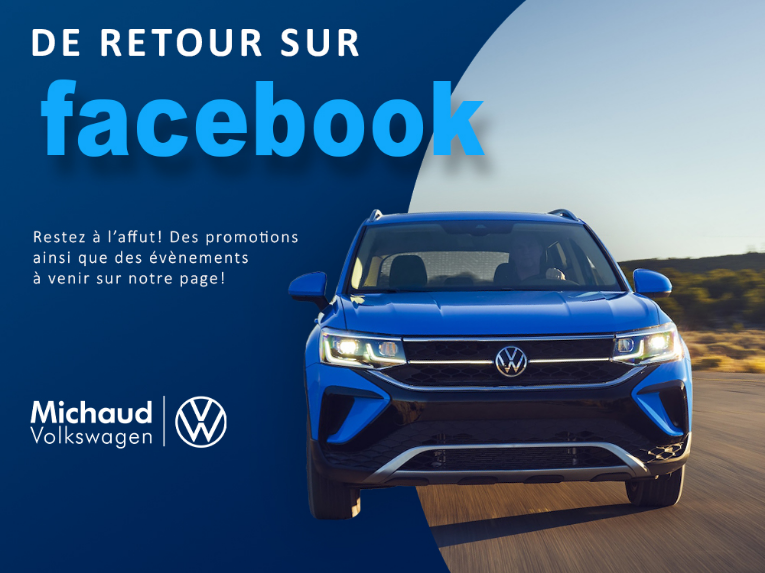 DE RETOUR SUR
facebook
Restez à l'affut! Des promotions
ainsi que des évènements
à venir sur notre page!
Michaud
Volkswagen